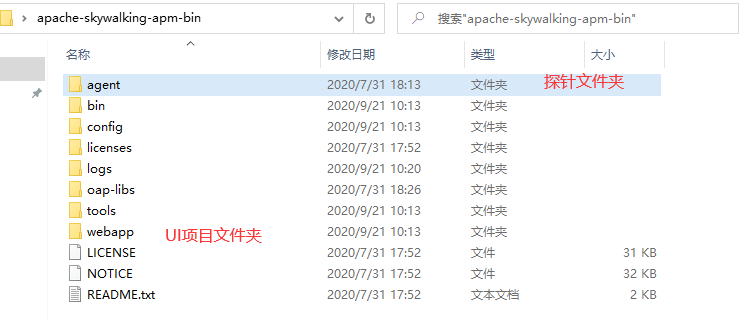 apache-skywalking-apm-bin
搜索"apache-skywalking-apm-bin"
名称 修改日期 类型 大小
agent 2020/7/31 18:13 文件夹 探针文件夹
bin 2020/9/21 10:13 文件夹
config 2020/9/21 10:13 文件夹
licenses 2020/7/31 17:52 文件夹
logs 2020/9/21 10:20 文件夹
oap-libs 2020/7/31 18:26 文件夹
tools 2020/9/21 10:13 文件夹
webapp UI项目文件夹 2020/9/21 10:13 文件夹
LICENSE 2020/7/31 17:52 文件 31 KB
NOTICE 2020/7/31 17:52 文件 32 KB
README.txt 2020/7/31 17:52 文本文档 2 KB